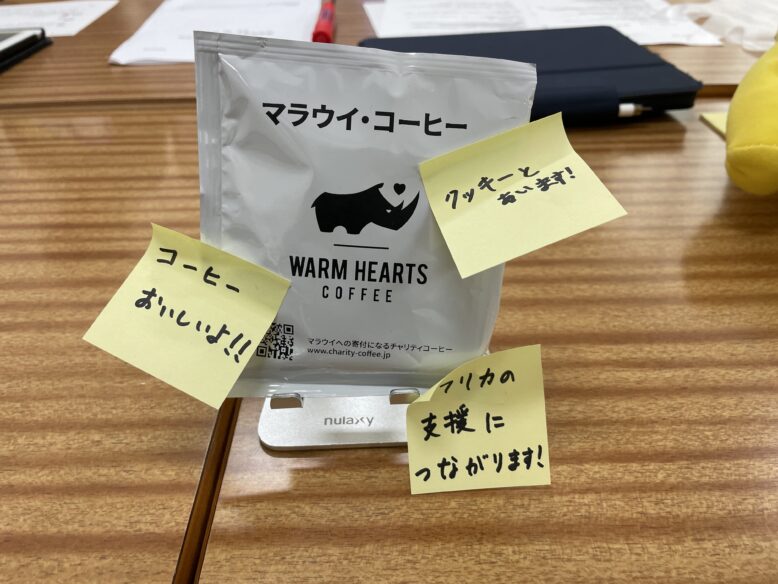 マラウイ・コーヒー
クッキーと
あいます!
WARM HEARTS
COFFEE
コーヒー
おいしいよ!!
マラウイへの寄付になるチャリティコーヒー
www.charity-coffee.jp
nulaxy
フリカの
支援に
つながります!